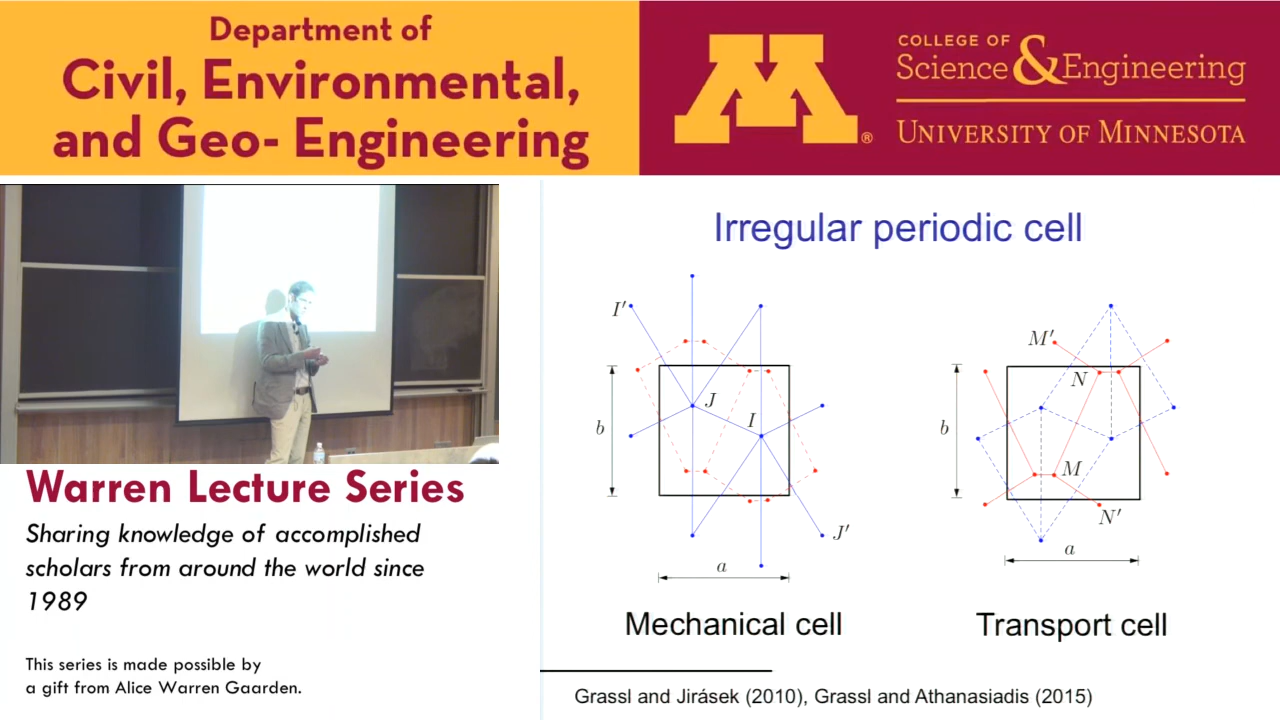 Department of
Civil, Environmental,
and Geo- Engineering
M®
COLLEGE OF
Science & Engineering
UNIVERSITY OF MINNESOTA
Irregular periodic cell
I′
J
I
b
J′
a
Mechanical cell
M′
N
b
M
N′
a
Transport cell
Grassl and Jirásek (2010), Grassl and Athanasiadis (2015)
Warren Lecture Series
Sharing knowledge of accomplished
scholars from around the world since
1989
This series is made possible by
a gift from Alice Warren Gaarden.